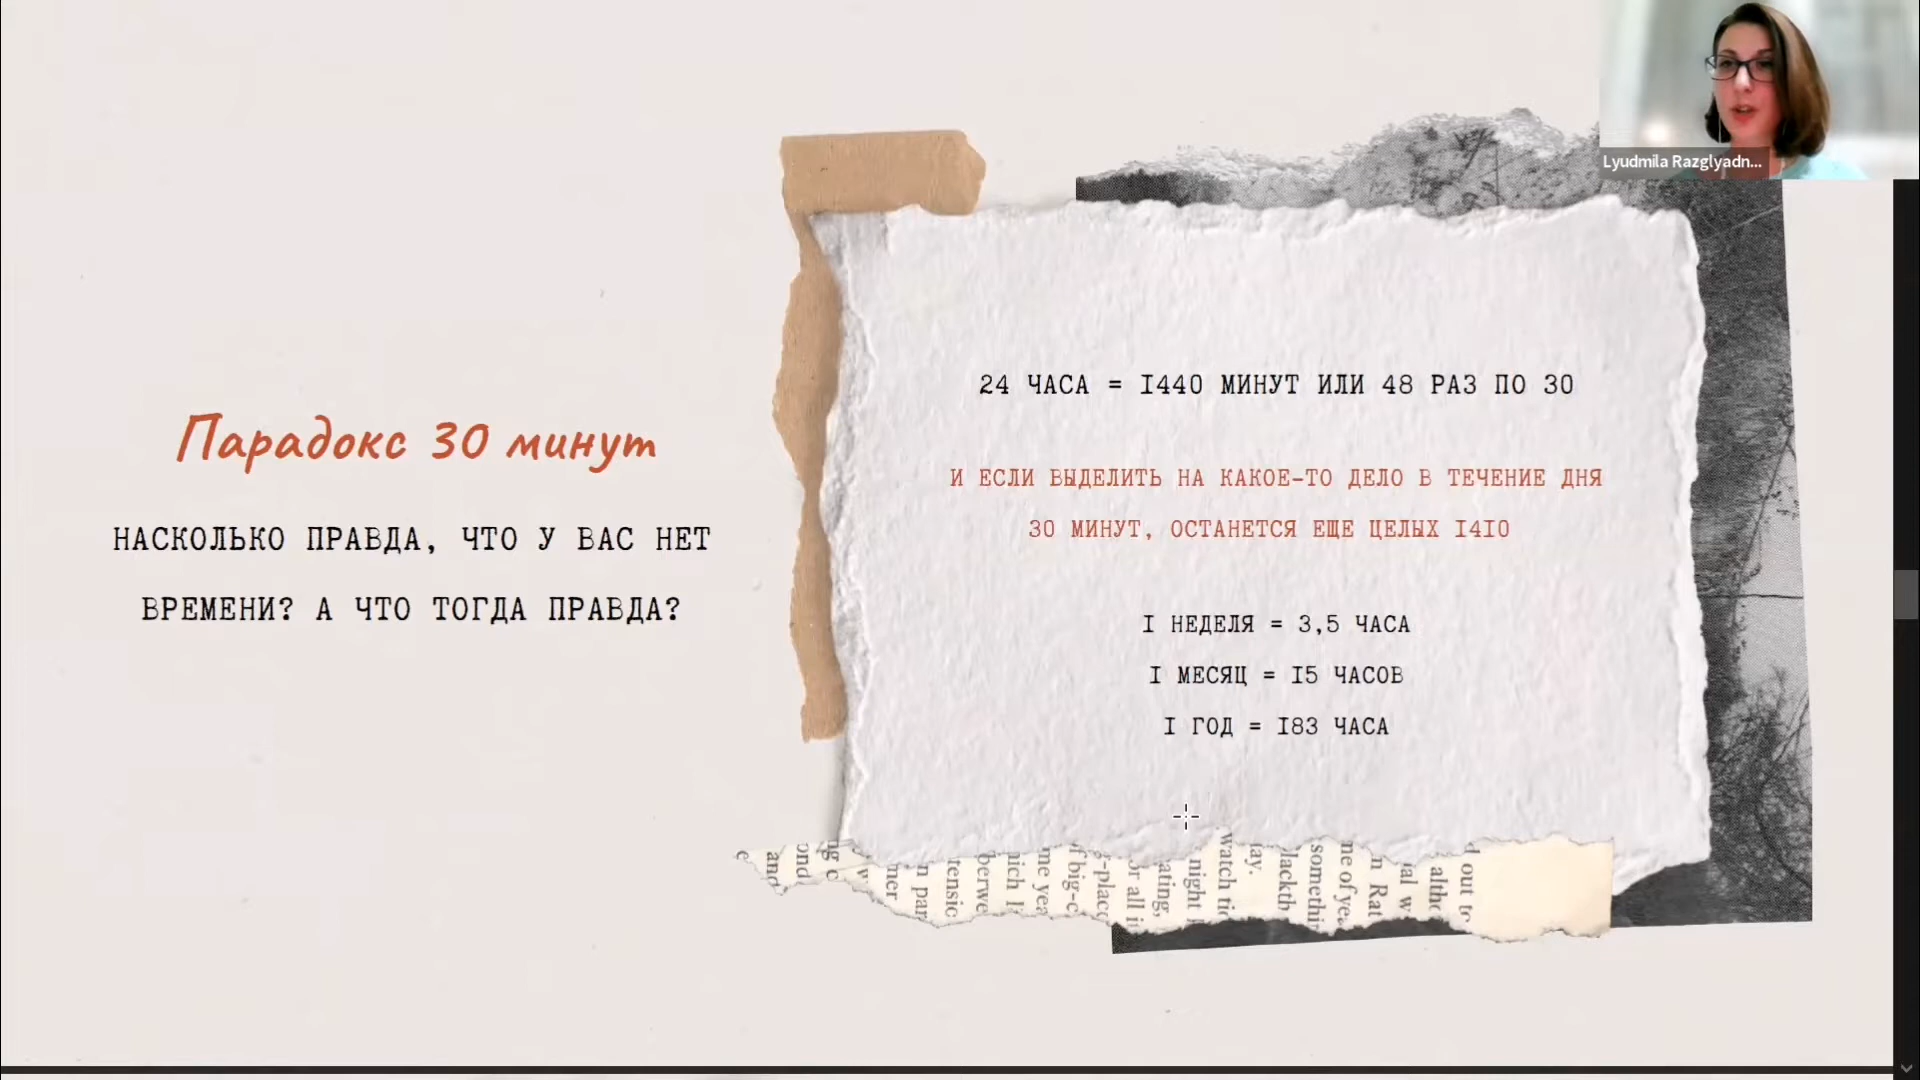 Lyudmila Razglyadn...
Парадокс 30 минут
НАСКОЛЬКО ПРАВДА, ЧТО У ВАС НЕТ
ВРЕМЕНИ? А ЧТО ТОГДА ПРАВДА?
24 ЧАСА = 1440 МИНУТ ИЛИ 48 РАЗ ПО 30
И ЕСЛИ ВЫДЕЛИТЬ НА КАКОЕ-ТО ДЕЛО В ТЕЧЕНИЕ ДНЯ
30 МИНУТ, ОСТАНЕТСЯ ЕЩЕ ЦЕЛЫХ 1410
1 НЕДЕЛЯ = 3,5 ЧАСА
1 МЕСЯЦ = 15 ЧАСОВ
1 ГОД = 183 ЧАСА
watch
night